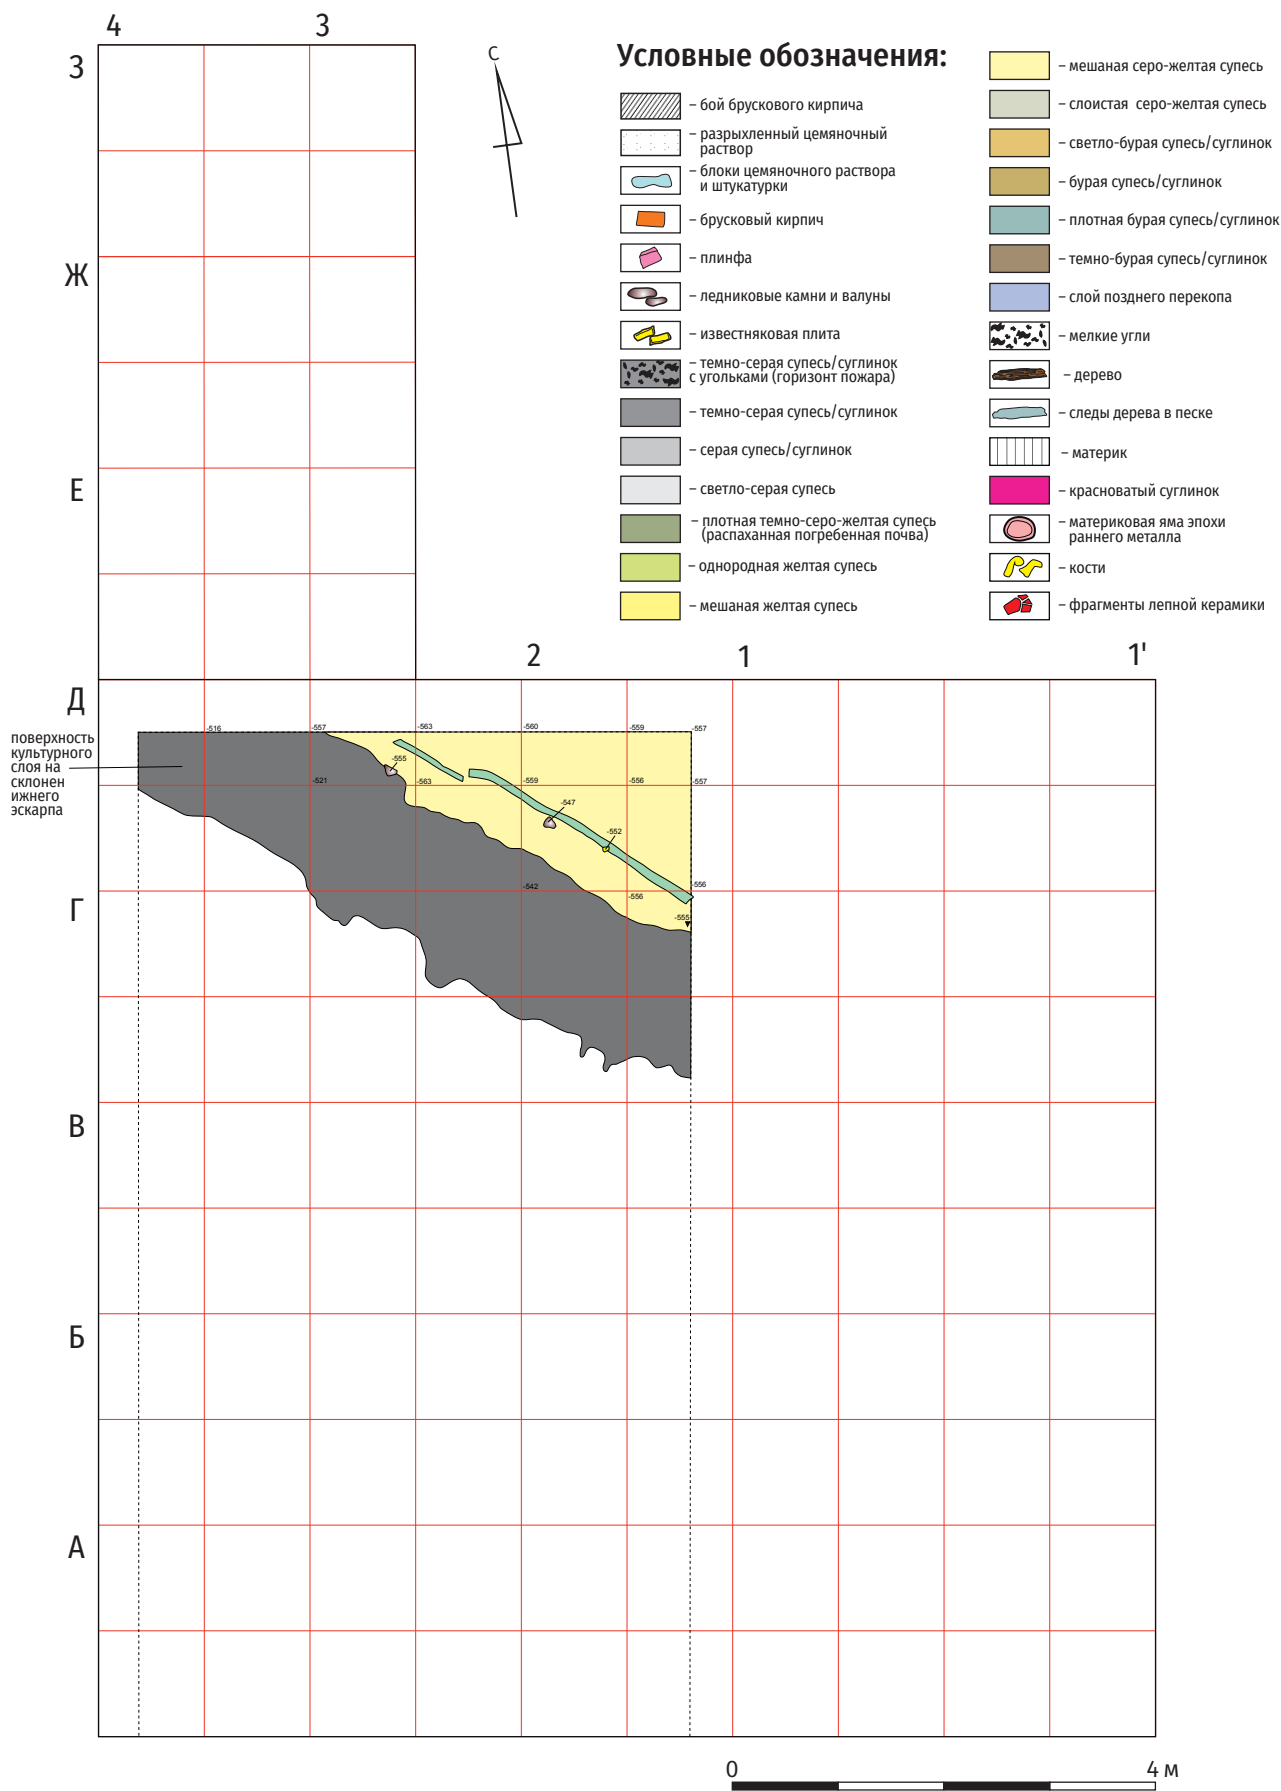 4
3
З
С
Условные обозначения:
– бой брускового кирпича
– разрыхленный цемяночный
раствор
– блоки цемяночного раствора
и штукатурки
– брусковый кирпич
– плинфа
– ледниковые камни и валуны
– известняковая плита
– темно-серая супесь/суглинок
с угольками (горизонт пожара)
– темно-серая супесь/суглинок
– серая супесь/суглинок
– светло-серая супесь
– плотная темно-серо-желтая супесь
(распаханная погребенная почва)
– однородная желтая супесь
– мешаная желтая супесь
– мешаная серо-желтая супесь
– слоистая серо-желтая супесь
– светло-бурая супесь/суглинок
– бурая супесь/суглинок
– плотная бурая супесь/суглинок
– темно-бурая супесь/суглинок
– слой позднего перекопа
– мелкие угли
– дерево
– следы дерева в песке
– материк
– красноватый суглинок
– материковая яма эпохи
раннего металла
– кости
– фрагменты лепной керамики
Ж
Е
2
1
1'
Д
поверхность
культурного
слоя на
склонен
ижнего
эскарпа
-516
-557
-563
-560
-559
-557
-555
-521
-563
-559
-556
-557
-547
-552
-542
-556
-556
-555
Г
В
Б
А
0
4 м